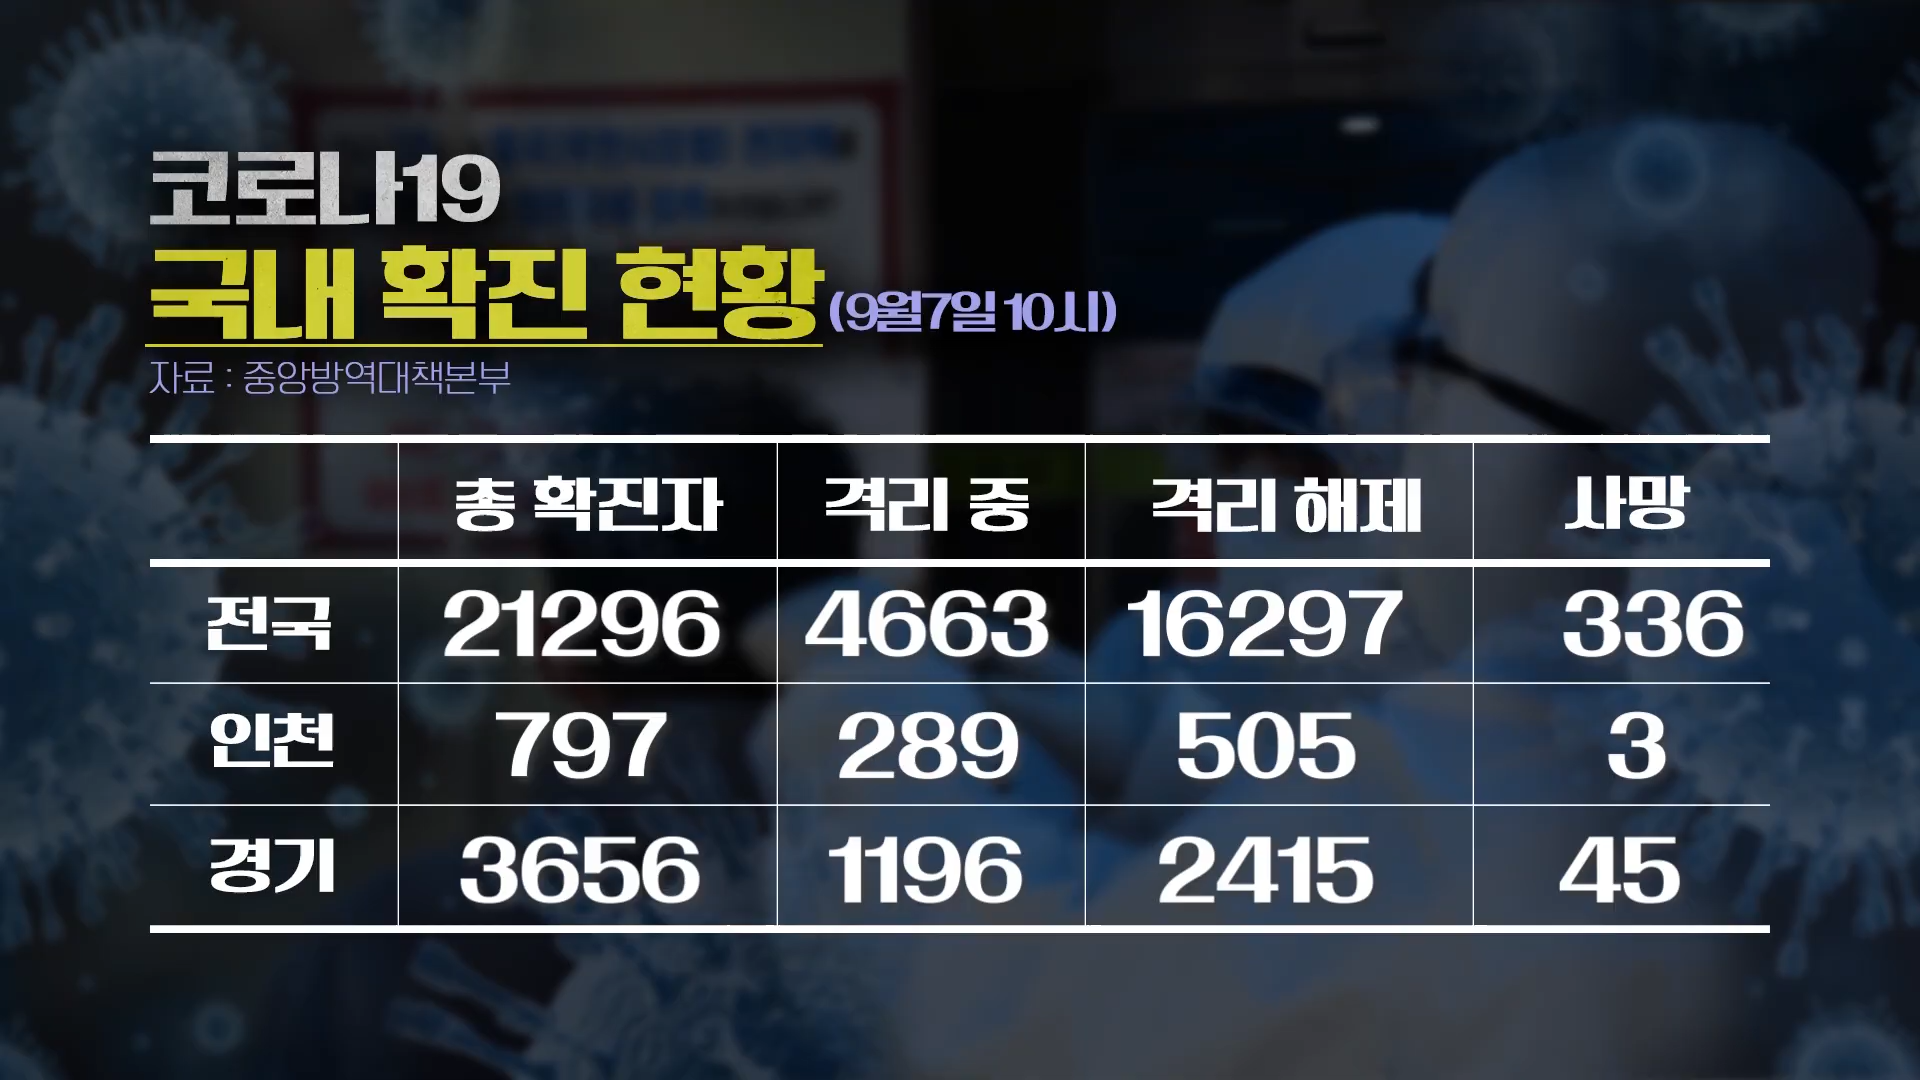 코로나19
국내 확진 현황 (9월7일 10시)
자료 : 중앙방역대책본부
총 확진자 격리 중 격리 해제 사망
전국 21296 4663 16297 336
인천 797 289 505 3
경기 3656 1196 2415 45